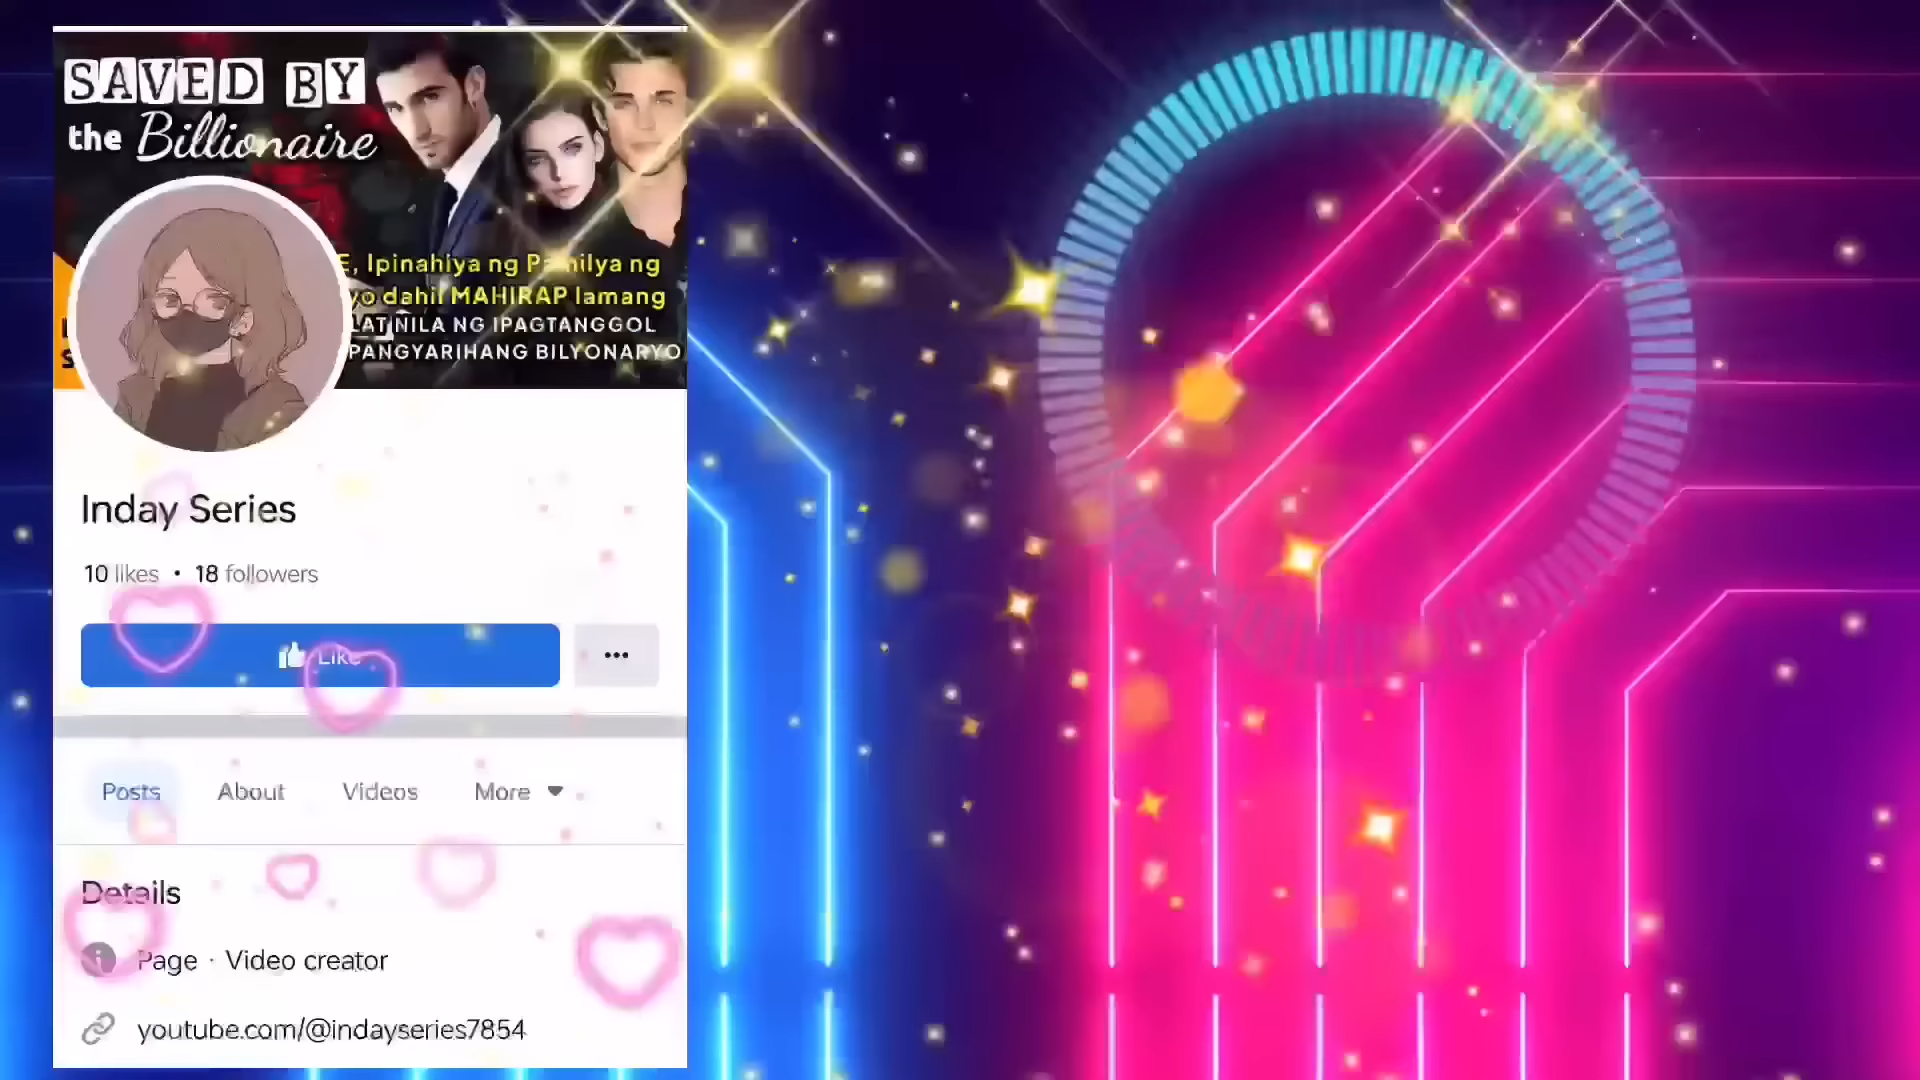 SAVED BY
the Billionaire
E, Ipinahiya ng Pamilya ng
yo dahil MAHIRAP lamang
LAT NILA NG IPAGTANGGOL
PANGYARIHANG BILYONARYO
Inday Series
10 likes • 18 followers
Like
Posts About Videos More
Details
Page · Video creator
youtube.com/@indayseries7854